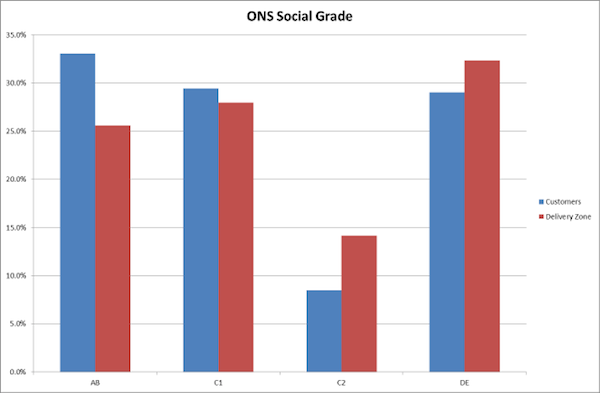 ONS Social Grade
35.0%
30.0%
25.0%
20.0%
15.0%
10.0%
5.0%
0.0%
AB C1 C2 DE
Customers
Delivery Zone